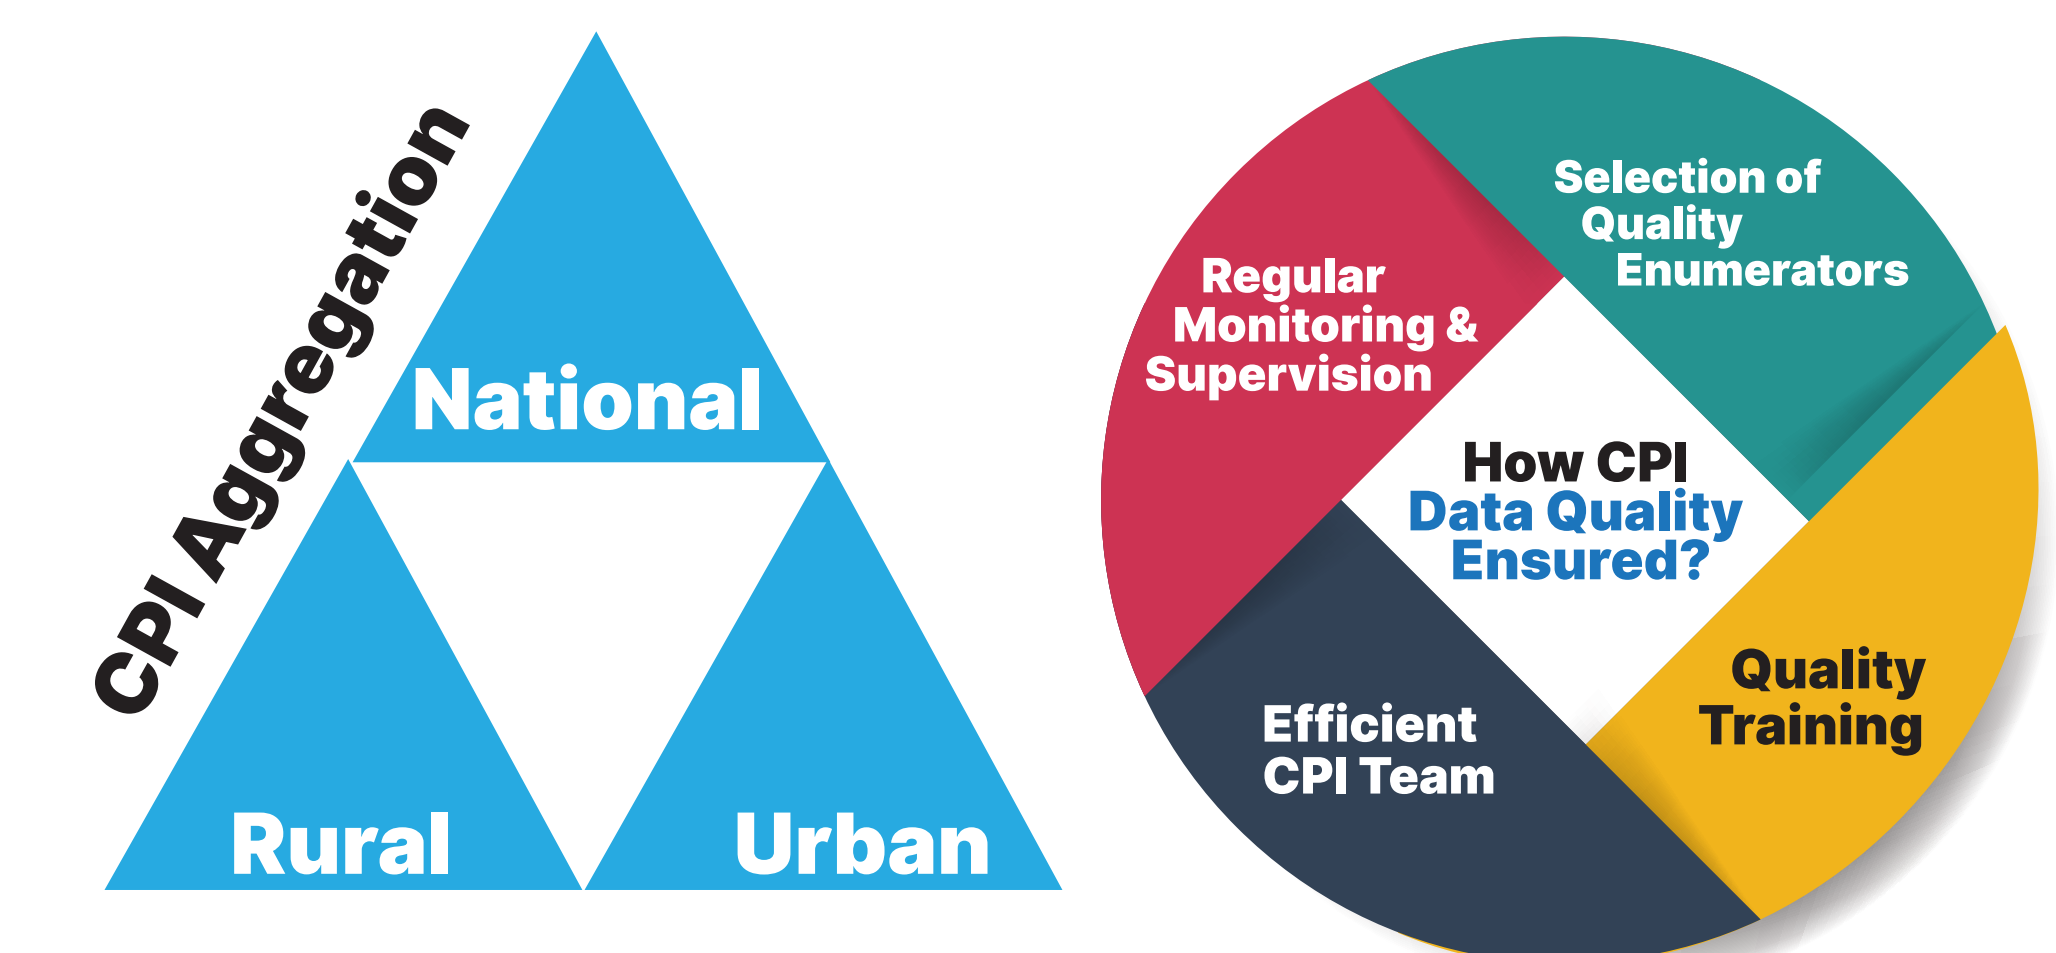 CPI Aggregation
National
Rural
Urban
Selection of
Quality
Enumerators
Regular
Monitoring &
Supervision
How CPI
Data Quality
Ensured?
Quality
Training
Efficient
CPI Team